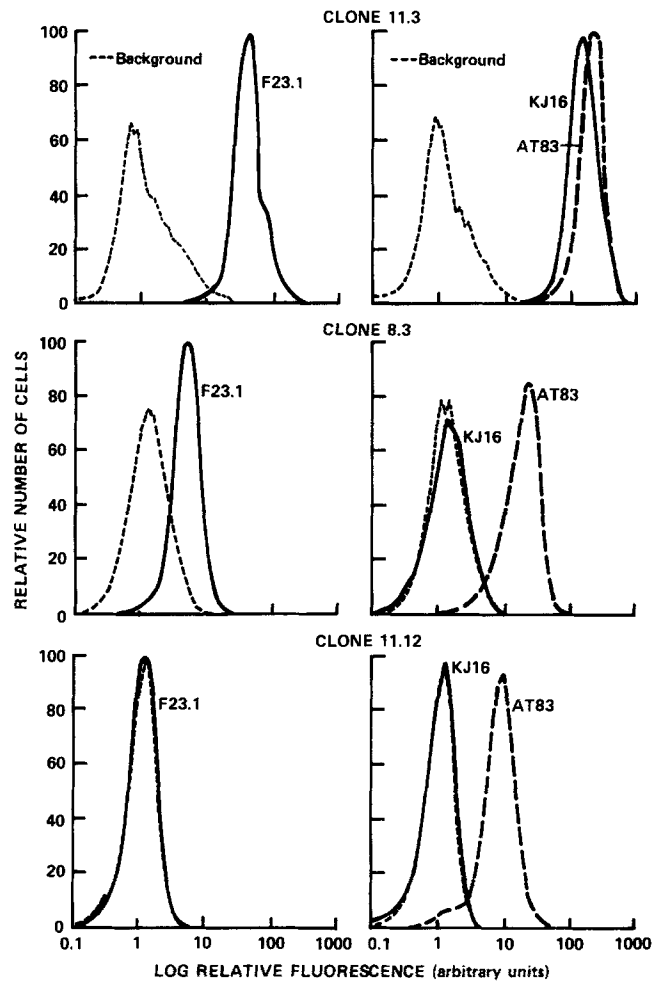 CLONE 11.3
100
80
60
40
20
0
Background
F23.1
Background
KJ16
AT83
CLONE 8.3
100
80
60
40
20
0
F23.1
AT83
KJ16
CLONE 11.12
100
80
60
40
20
0
F23.1
KJ16
AT83
0.1 1 10 100 1000
0.1 1 10 100 1000
RELATIVE NUMBER OF CELLS
LOG RELATIVE FLUORESCENCE (arbitrary units)